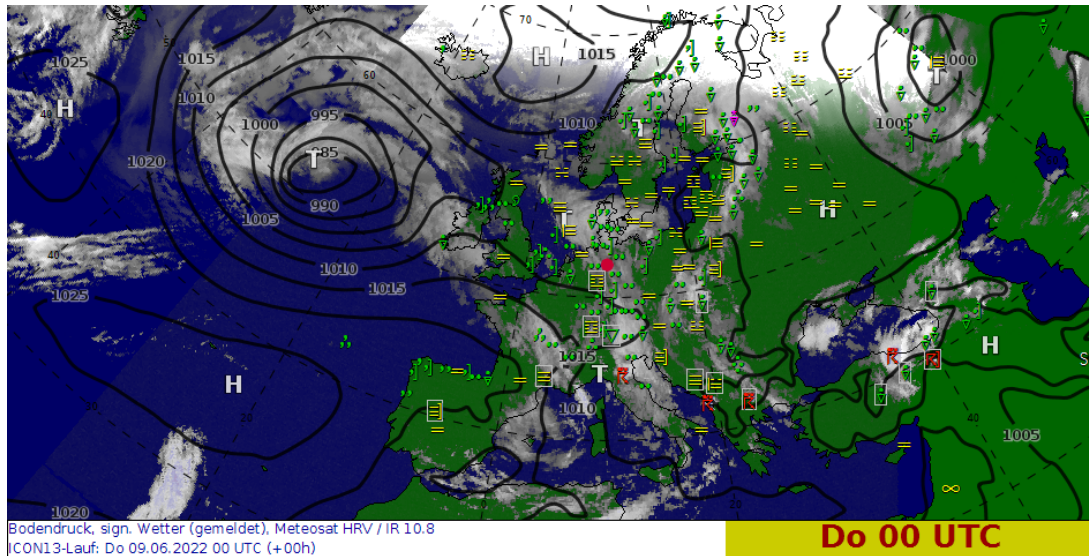 70
1025
1015
H
1015
1000
T
60
H
40
1010
995
1010
1005
1000
985
T
1020
990
H
1005
T
40
1010
1025
1015
H
1015
T
H
S
20
1010
40
1005
1020
20
Bodendruck, sign. Wetter (gemeldet), Meteosat HRV / IR 10.8
ICON13-Lauf: Do 09.06.2022 00 UTC (+00h)
Do 00 UTC